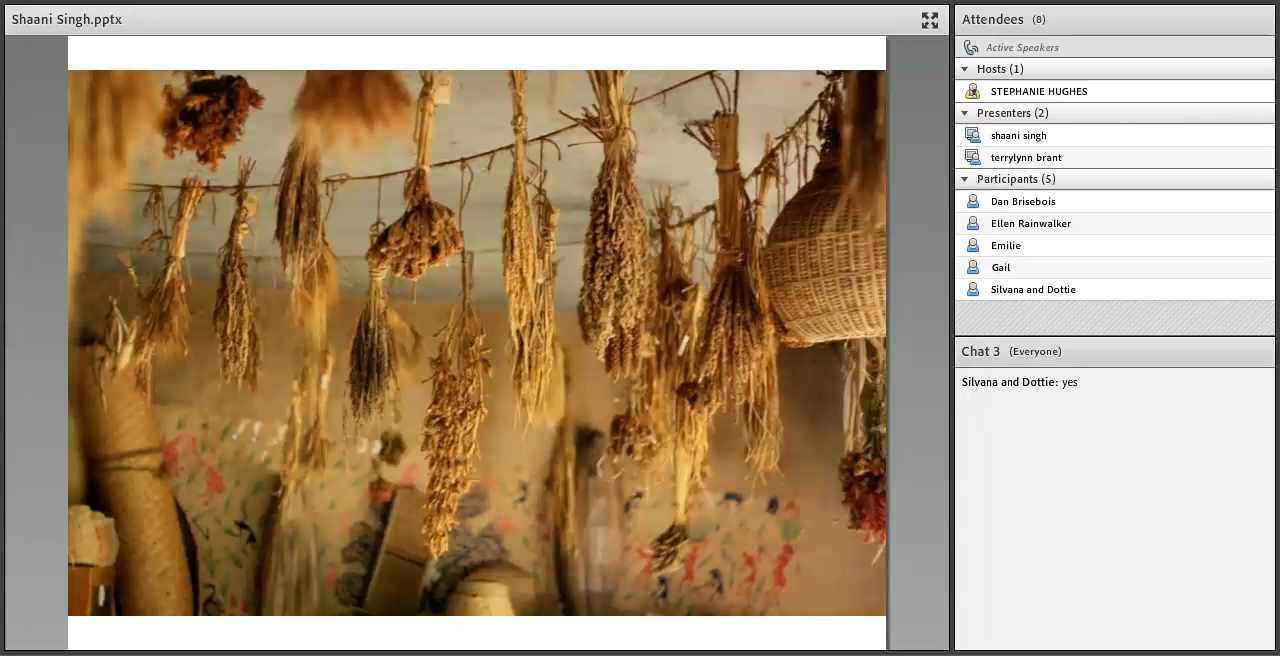 Shaani Singh.pptx
Attendees (8)
Active Speakers
Hosts (1)
STEPHANIE HUGHES
Presenters (2)
shaani singh
terrylynn brant
Participants (5)
Dan Brisebois
Ellen Rainwalker
Emilie
Gail
Silvana and Dottie
Chat 3 (Everyone)
Silvana and Dottie: yes